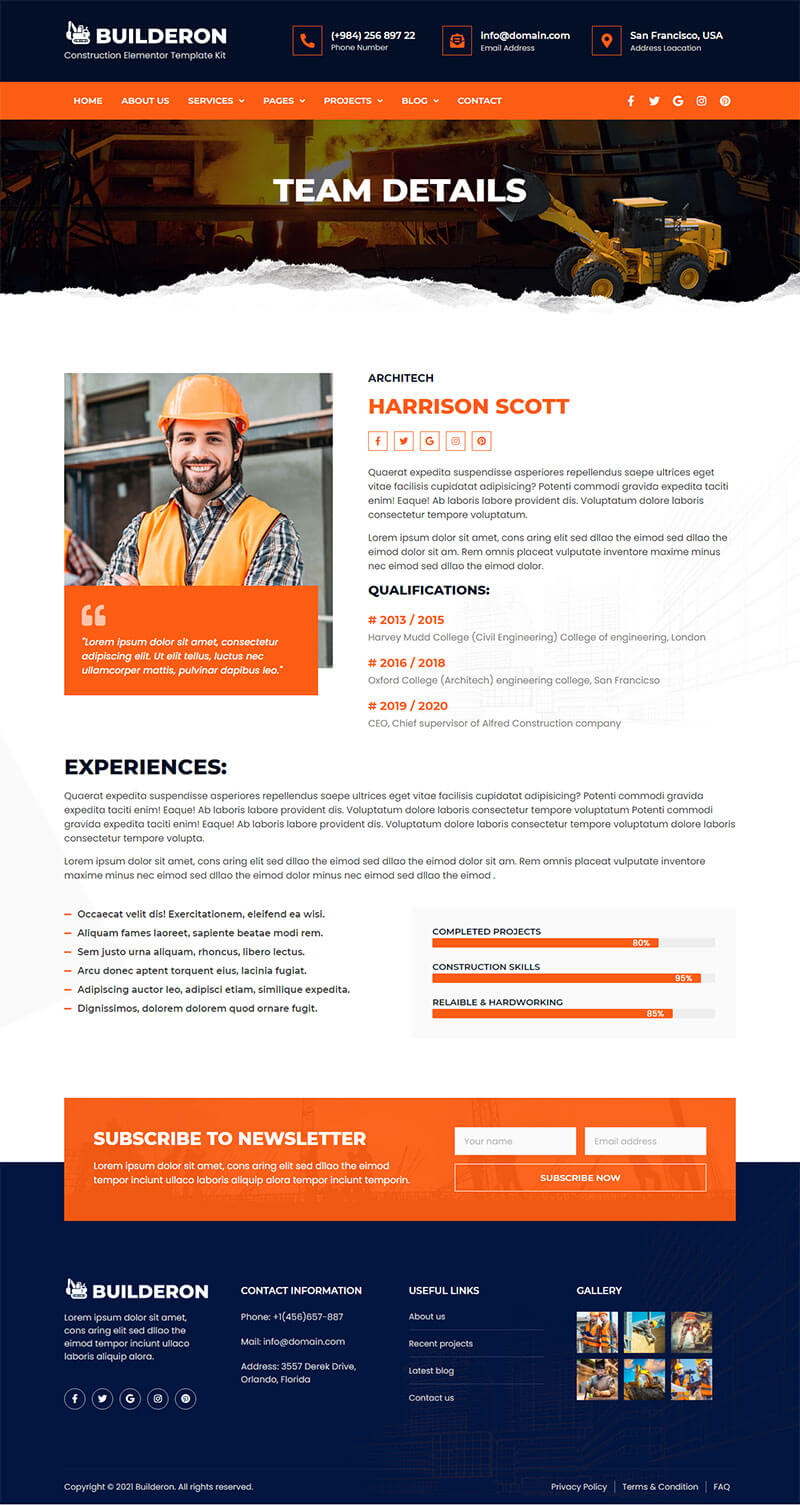 BUILDERON
Construction Elementor Template Kit
(+984) 256 897 22
Phone Number
info@domain.com
Email Address
San Francisco, USA
Address Loacation
HOME ABOUT US SERVICES PAGES PROJECTS BLOG CONTACT
TEAM DETAILS
ARCHITECH
HARRISON SCOTT
Quaerat expedita suspendisse asperiores repellendus saepe ultrices eget
vitae facilisis cupidatat adipisicing? Potenti commodi gravida expedita taciti
enim! Eaque! Ab laboris labore provident dis. Voluptatum dolore laboris
consectetur tempore voluptatum.
Lorem ipsum dolor sit amet, cons aring elit sed dllao the eimod sed dllao the
eimod dolor sit am. Rem omnis placeat vulputate inventore maxime minus
nec eimod sed dllao the eimod dolor.
"Lorem ipsum dolor sit amet, consectetur
adipiscing elit. Ut elit tellus, luctus nec
ullamcorper mattis, pulvinar dapibus leo."
QUALIFICATIONS:
# 2013 / 2015
Harvey Mudd College (Civil Engineering) College of engineering, London
# 2016 / 2018
Oxford College (Architech) engineering college, San Francicso
# 2019 / 2020
CEO, Chief supervisor of Alfred Construction company
EXPERIENCES:
Quaerat expedita suspendisse asperiores repellendus saepe ultrices eget vitae facilisis cupidatat adipisicing? Potenti commodi gravida
expedita taciti enim! Eaque! Ab laboris labore provident dis. Voluptatum dolore laboris consectetur tempore voluptatum Potenti commodi
gravida expedita taciti enim! Eaque! Ab laboris labore provident dis. Voluptatum dolore laboris consectetur tempore voluptatum dolore laboris
consectetur tempore volupta.
Lorem ipsum dolor sit amet, cons aring elit sed dllao the eimod sed dllao the eimod dolor sit am. Rem omnis placeat vulputate inventore
maxime minus nec eimod sed dllao the eimod dolor minus nec eimod sed dllao the eimod .
Occaecat velit dis! Exercitationem, eleifend ea wisi.
Aliquam fames laoreet, sapiente beatae modi rem.
Sem justo urna aliquam, rhoncus, libero lectus.
Arcu donec aptent torquent eius, lacinia fugiat.
Adipiscing auctor leo, adipisci etiam, similique expedita.
Dignissimos, dolorem dolorem quod ornare fugit.
COMPLETED PROJECTS
80%
CONSTRUCTION SKILLS
95%
RELAIBLE & HARDWORKING
85%
SUBSCRIBE TO NEWSLETTER
Lorem ipsum dolor sit amet, cons aring elit sed dllao the eimod
tempor inciunt ullaco laboris aliquip alora tempor inciunt temporin.
Your name
Email address
SUBSCRIBE NOW
BUILDERON
Lorem ipsum dolor sit amet,
cons aring elit sed dllao the
eimod tempor inciunt ullaco
laboris aliquip alora.
CONTACT INFORMATION
Phone: +1(456)657-887
Mail: info@domain.com
Address: 3557 Derek Drive,
Orlando, Florida
USEFUL LINKS
About us
Recent projects
Latest blog
Contact us
GALLERY
Copyright © 2021 Builderon. All rights reserved.
Privacy Policy Terms & Condition FAQ